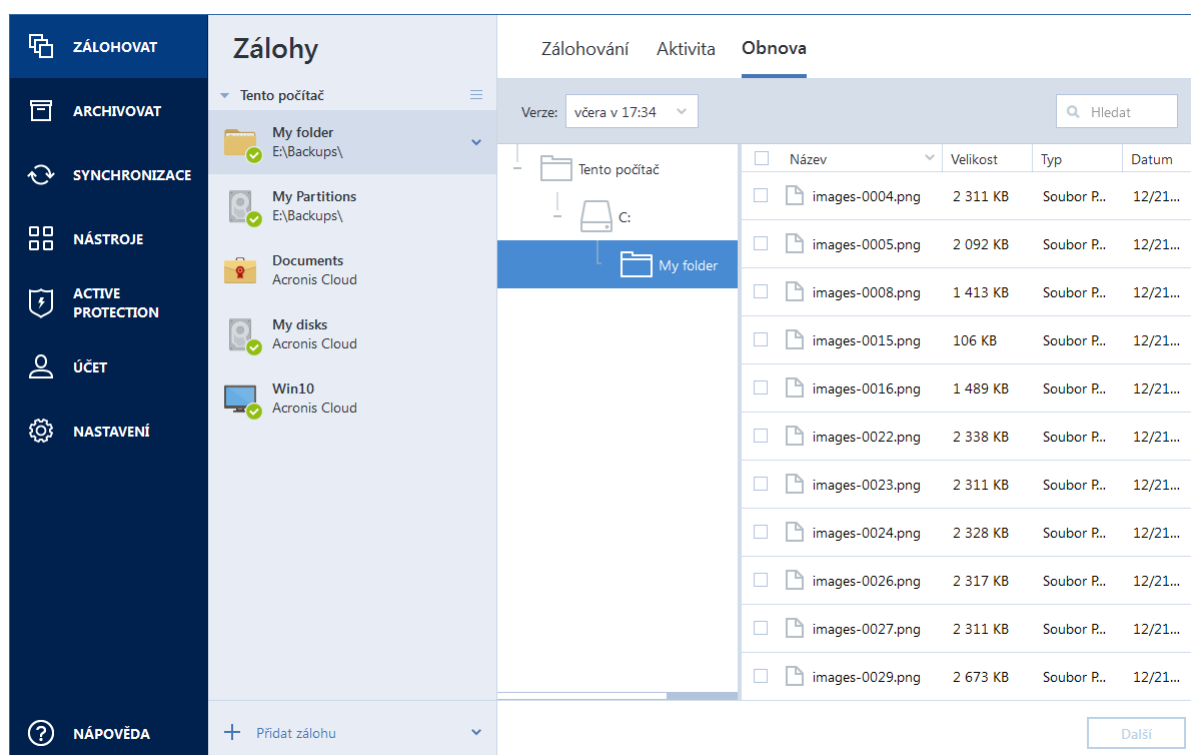 ZÁLOHOVAT
ARCHIVOVAT
SYNCHRONIZACE
NÁSTROJE
ACTIVE
PROTECTION
ÚČET
NASTAVENÍ
NÁPOVĚDA
Zálohy
Tento počítač
My folder
E:\Backups\
My Partitions
E:\Backups\
Documents
Acronis Cloud
My disks
Acronis Cloud
Win10
Acronis Cloud
Přidat zálohu
Zálohování Aktivita Obnova
Verze: včera v 17:34 Hledat
Tento počítač
C:
My folder
Název Velikost Typ Datum
images-0004.png 2 311 KB Soubor P... 12/21...
images-0005.png 2 092 KB Soubor P... 12/21...
images-0008.png 1 413 KB Soubor P... 12/21...
images-0015.png 106 KB Soubor P... 12/21...
images-0016.png 1 489 KB Soubor P... 12/21...
images-0022.png 2 338 KB Soubor P... 12/21...
images-0023.png 2 311 KB Soubor P... 12/21...
images-0024.png 2 328 KB Soubor P... 12/21...
images-0026.png 2 317 KB Soubor P... 12/21...
images-0027.png 2 311 KB Soubor P... 12/21...
images-0029.png 2 673 KB Soubor P... 12/21...
Další